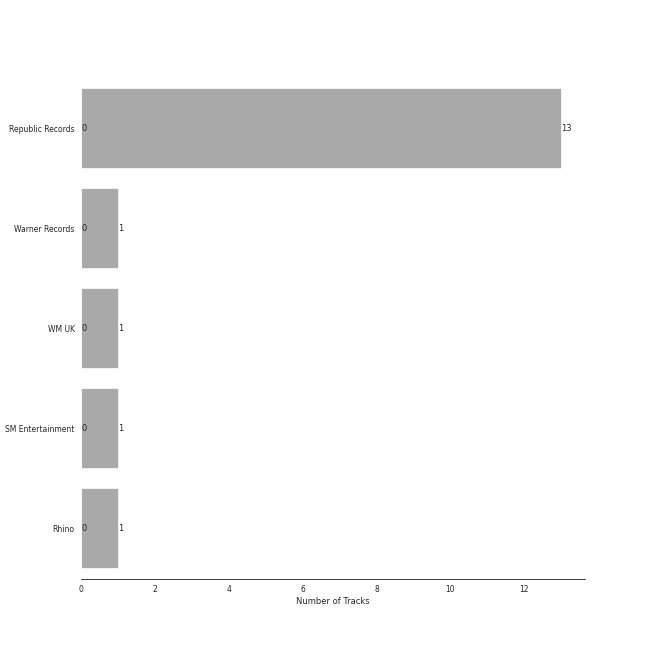 Republic Records 0 13
Warner Records 0 1
WM UK 0 1
SM Entertainment 0 1
Rhino 0 1
0 2 4 6 8 10 12
Number of Tracks